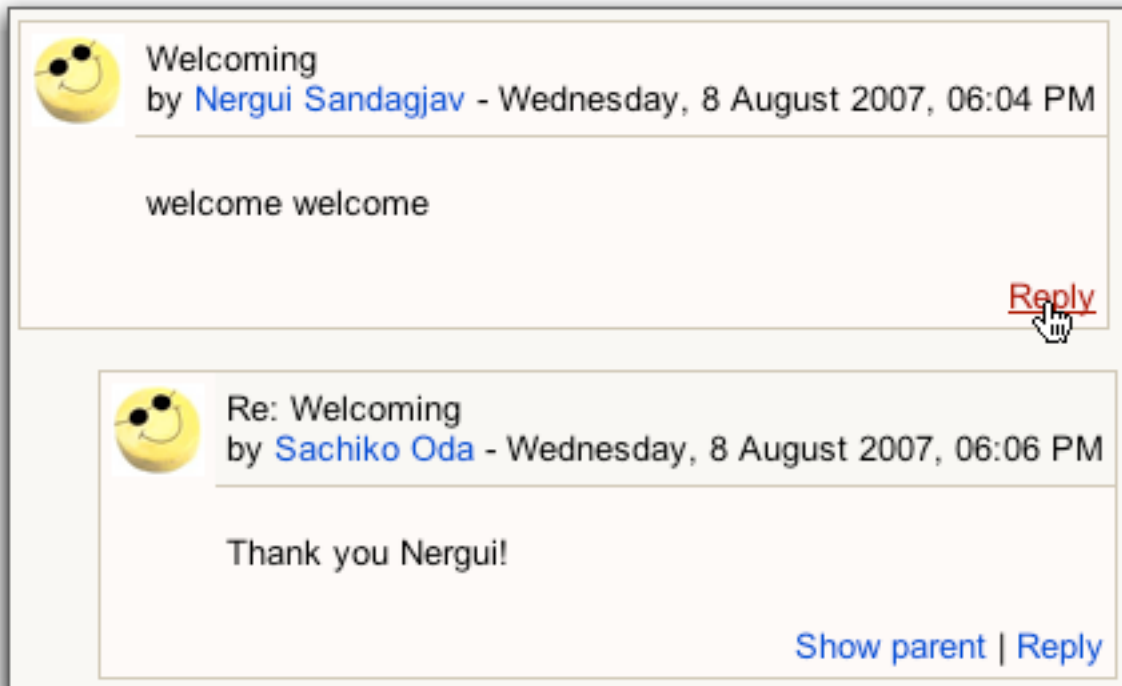 Welcoming
by Nergui Sandagjav - Wednesday, 8 August 2007, 06:04 PM
welcome welcome
Reply
Re: Welcoming
by Sachiko Oda - Wednesday, 8 August 2007, 06:06 PM
Thank you Nergui!
Show parent | Reply